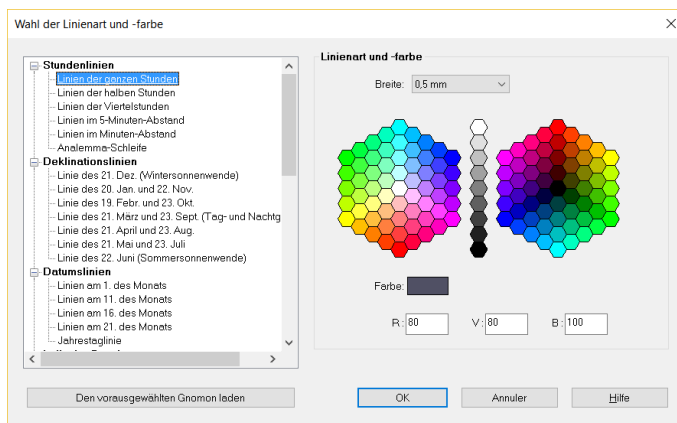 Wahl der Linienart und -farbe
Stundenlinien
Linien der ganzen Stunden
Linien der halben Stunden
Linien der Viertelstunden
Linien im 5-Minuten-Abstand
Linien im Minuten-Abstand
Analemma-Schleife
Deklinationslinien
Linie des 21. Dez. (Wintersonnenwende)
Linie des 20. Jan. und 22. Nov.
Linie des 19. Febr. und 23. Okt.
Linie des 21. März und 23. Sept. (Tag- und Nachtg
Linie des 21. April und 23. Aug.
Linie des 21. Mai und 23. Juli
Linie des 22. Juni (Sommersonnenwende)
Datumslinien
Linien am 1. des Monats
Linien am 11. des Monats
Linien am 16. des Monats
Linien am 21. des Monats
Jahrestaglinie
Den vorausgewählten Gnomon laden
Linienart und -farbe
Breite: 0,5 mm
Farbe:
R: 80 V: 80 B: 100
OK Annuler Hilfe